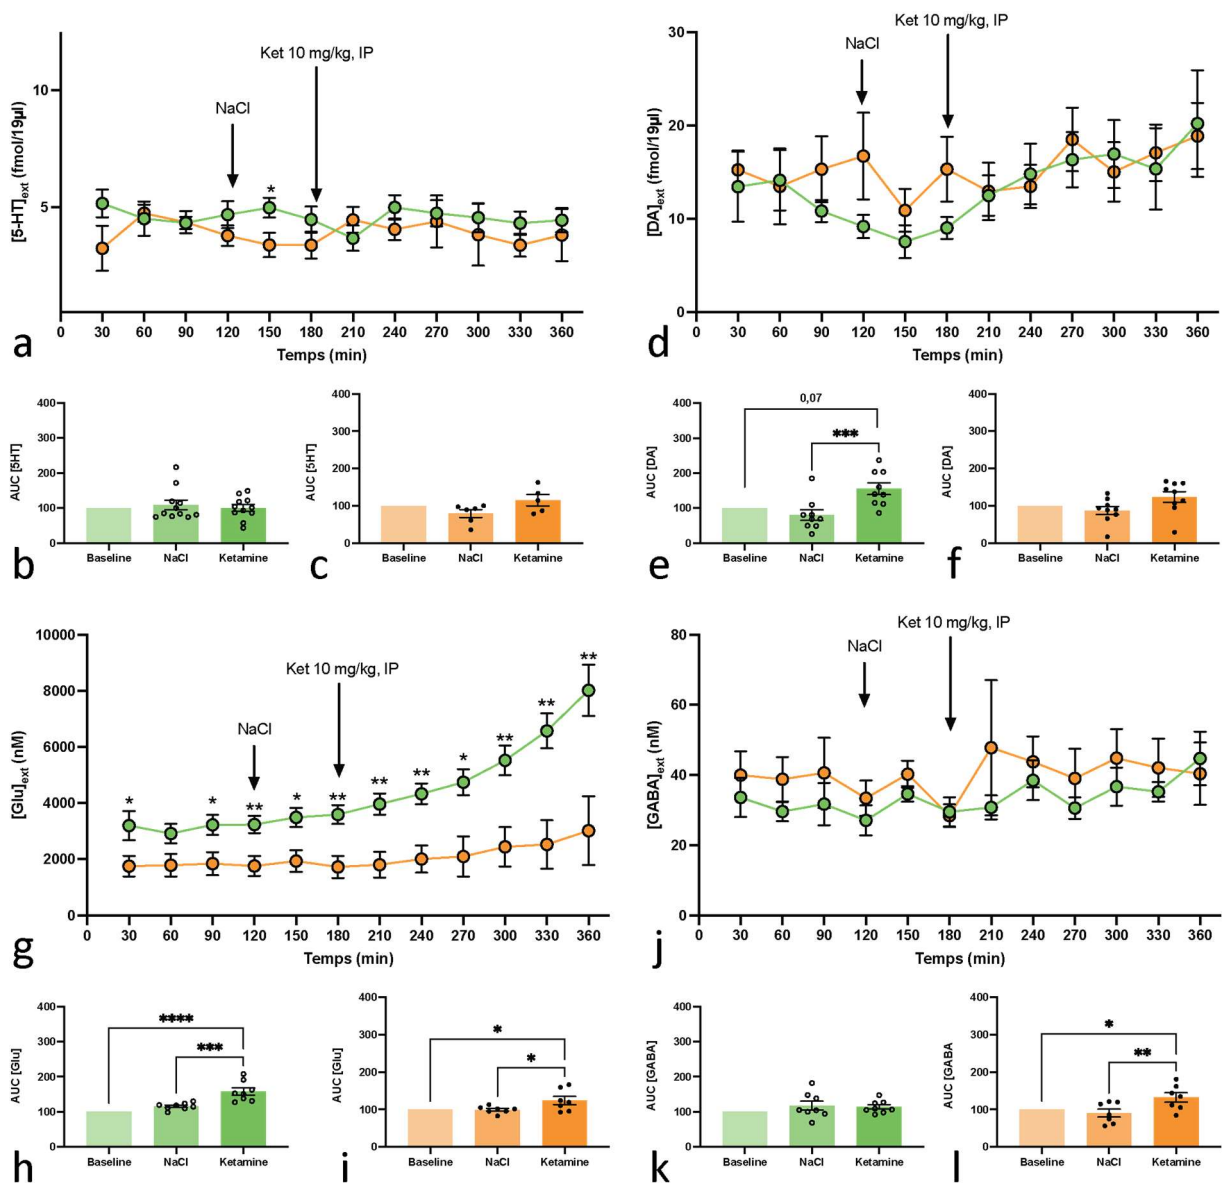 [5-HT]ext (fmol/19µl)
10
5
0
Ket 10 mg/kg, IP
NaCl
*
30 60 90 120 150 180 210 240 270 300 330 360
Temps (min)
a
[DA]ext (fmol/19µl)
30
20
10
0
Ket 10 mg/kg, IP
NaCl
0 30 60 90 120 150 180 210 240 270 300 330 360
Temps (min)
d
AUC [5HT]
400
300
200
100
0
Baseline NaCl Ketamine
b
AUC [5HT]
400
300
200
100
0
Baseline NaCl Ketamine
c
AUC [DA]
400
300
200
100
0
0,07
***
Baseline NaCl Ketamine
e
AUC [DA]
400
300
200
100
0
Baseline NaCl Ketamine
f
[Glu]ext (nM)
10000
8000
6000
4000
2000
0
Ket 10 mg/kg, IP
NaCl
* * ** * ** ** ** * ** ** **
0 30 60 90 120 150 180 210 240 270 300 330 360
Temps (min)
g
[GABA]ext (nM)
80
60
40
20
0
Ket 10 mg/kg, IP
NaCl
0 30 60 90 120 150 180 210 240 270 300 330 360
Temps (min)
j
AUC [Glu]
400
300
200
100
0
****
***
Baseline NaCl Ketamine
h
AUC [Glu]
400
300
200
100
0
*
*
Baseline NaCl Ketamine
i
AUC [GABA]
400
300
200
100
0
Baseline NaCl Ketamine
k
AUC [GABA
400
300
200
100
0
*
**
Baseline NaCl Ketamine
l